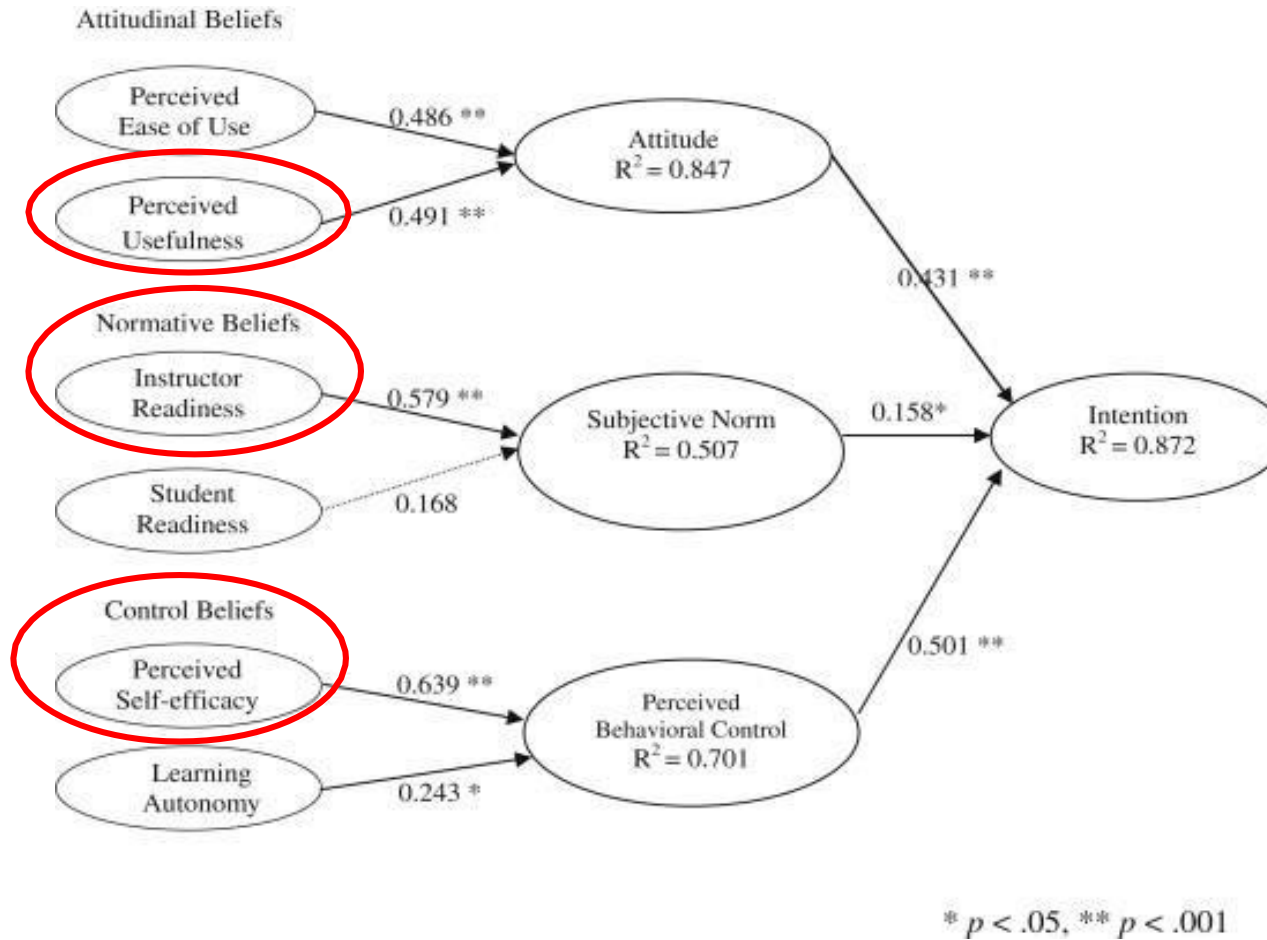 Attitudinal Beliefs
Perceived
Ease of Use
0.486 **
Attitude
R² = 0.847
Perceived
Usefulness
0.491 **
0.431 **
Normative Beliefs
Instructor
Readiness
0.579 **
Subjective Norm
R² = 0.507
0.158*
Intention
R² = 0.872
Student
Readiness
0.168
Control Beliefs
Perceived
Self-efficacy
0.639 **
Perceived
Behavioral Control
R² = 0.701
0.501 **
Learning
Autonomy
0.243 *
* p < .05, ** p < .001